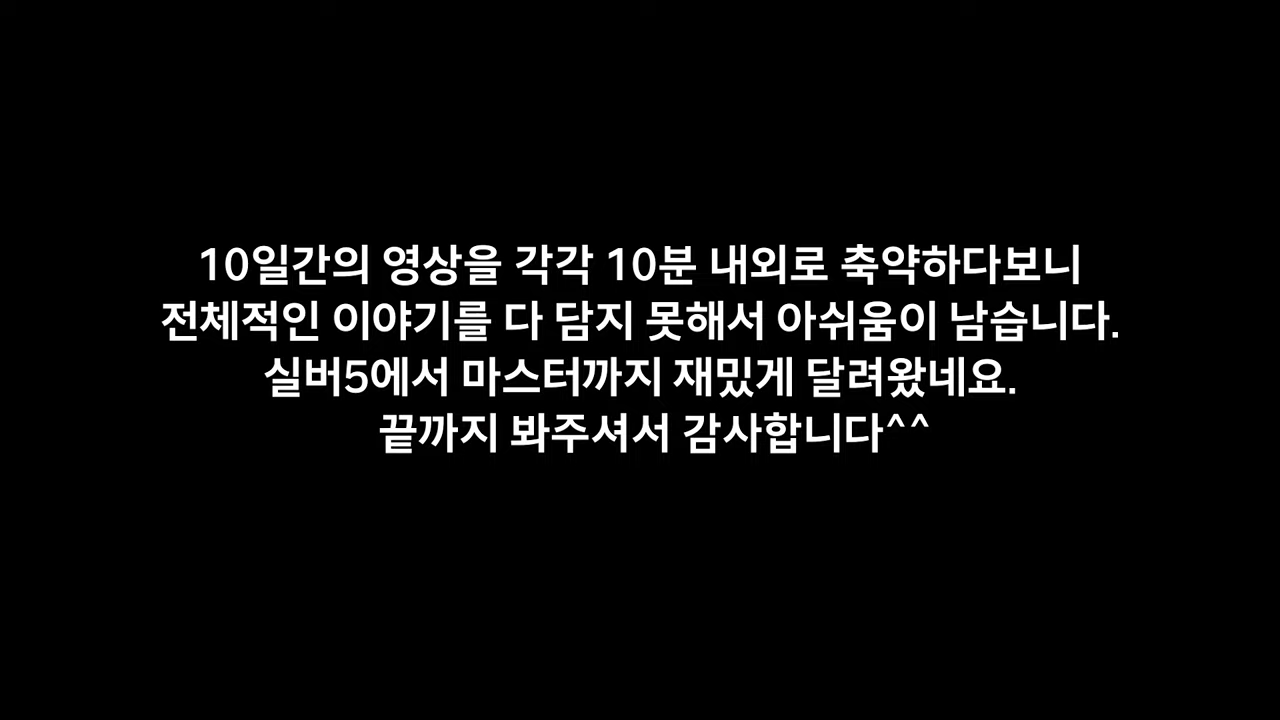 10일간의 영상을 각각 10분 내외로 축약하다보니
전체적인 이야기를 다 담지 못해서 아쉬움이 남습니다.
실버5에서 마스터까지 재밌게 달려왔네요.
끝까지 봐주셔서 감사합니다^^